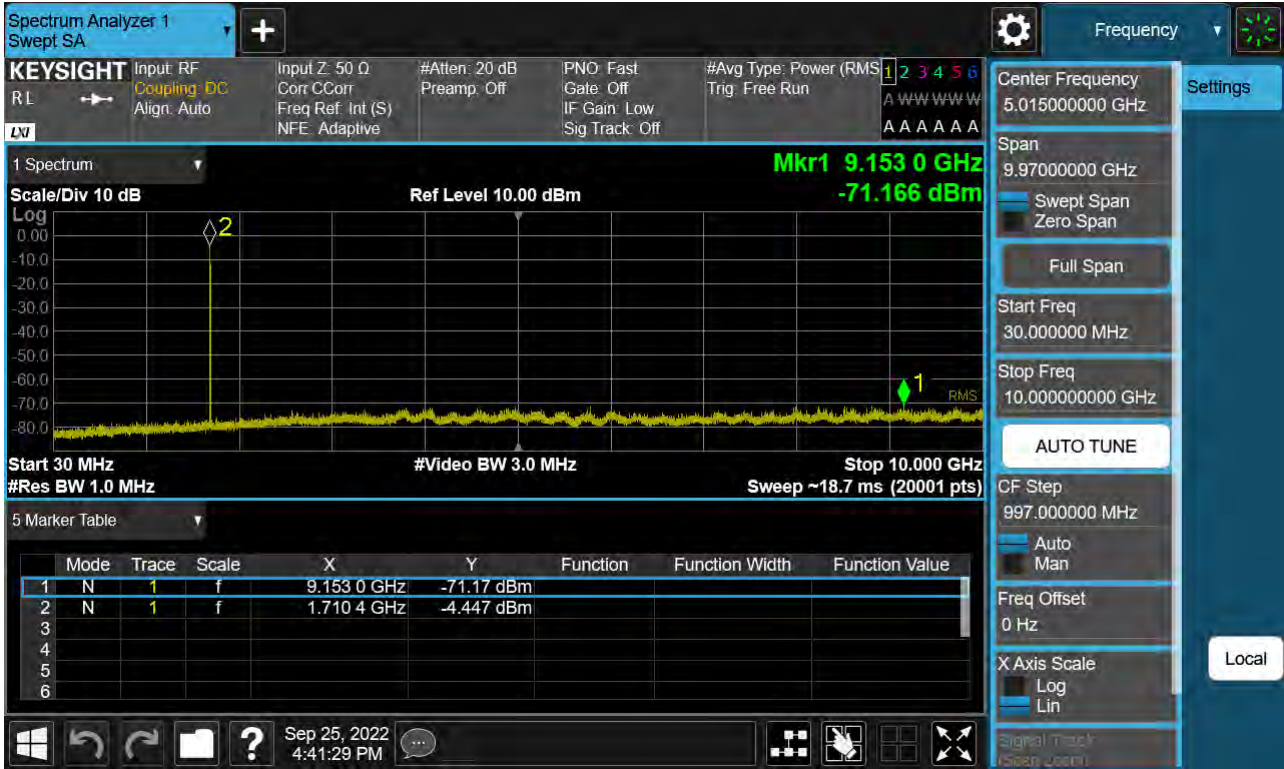 Spectrum Analyzer 1
Swept SA
Frequency
KEYSIGHT
R L
LXI
Input: RF
Coupling: DC
Align: Auto
Input Z: 50 Ω
Corr CCorr
Freq Ref: Int (S)
NFE: Adaptive
#Atten: 20 dB
Preamp: Off
PNO: Fast
Gate: Off
IF Gain: Low
Sig Track: Off
#Avg Type: Power (RMS
Trig: Free Run
1 2 3 4 5 6
A W W W W W
A A A A A A
1 Spectrum
Scale/Div 10 dB
Ref Level 10.00 dBm
Mkr1 9.153 0 GHz
-71.166 dBm
Log
0.00
-10.0
-20.0
-30.0
-40.0
-50.0
-60.0
-70.0
-80.0
2
1
RMS
Start 30 MHz
#Video BW 3.0 MHz
Stop 10.000 GHz
#Res BW 1.0 MHz
Sweep ~18.7 ms (20001 pts)
5 Marker Table
Mode Trace Scale X Y Function Function Width Function Value
1 N 1 f 9.153 0 GHz -71.17 dBm
2 N 1 f 1.710 4 GHz -4.447 dBm
3
4
5
6
Sep 25, 2022
4:41:29 PM
Center Frequency
5.015000000 GHz
Settings
Span
9.97000000 GHz
Swept Span
Zero Span
Full Span
Start Freq
30.000000 MHz
Stop Freq
10.000000000 GHz
AUTO TUNE
CF Step
997.000000 MHz
Auto
Man
Freq Offset
0 Hz
X Axis Scale
Log
Lin
Local
Signal Track
(Span Zoom)